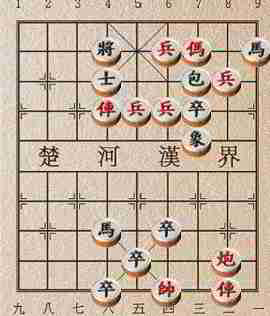 1 2 3 4 5 6 7 8 9
將 兵 傌 馬
士 包 兵
俥 兵 兵 卒
象
楚 河 漢 界
馬 卒
卒 炮
卒 帥 俥
九 八 七 六 五 四 三 二 一